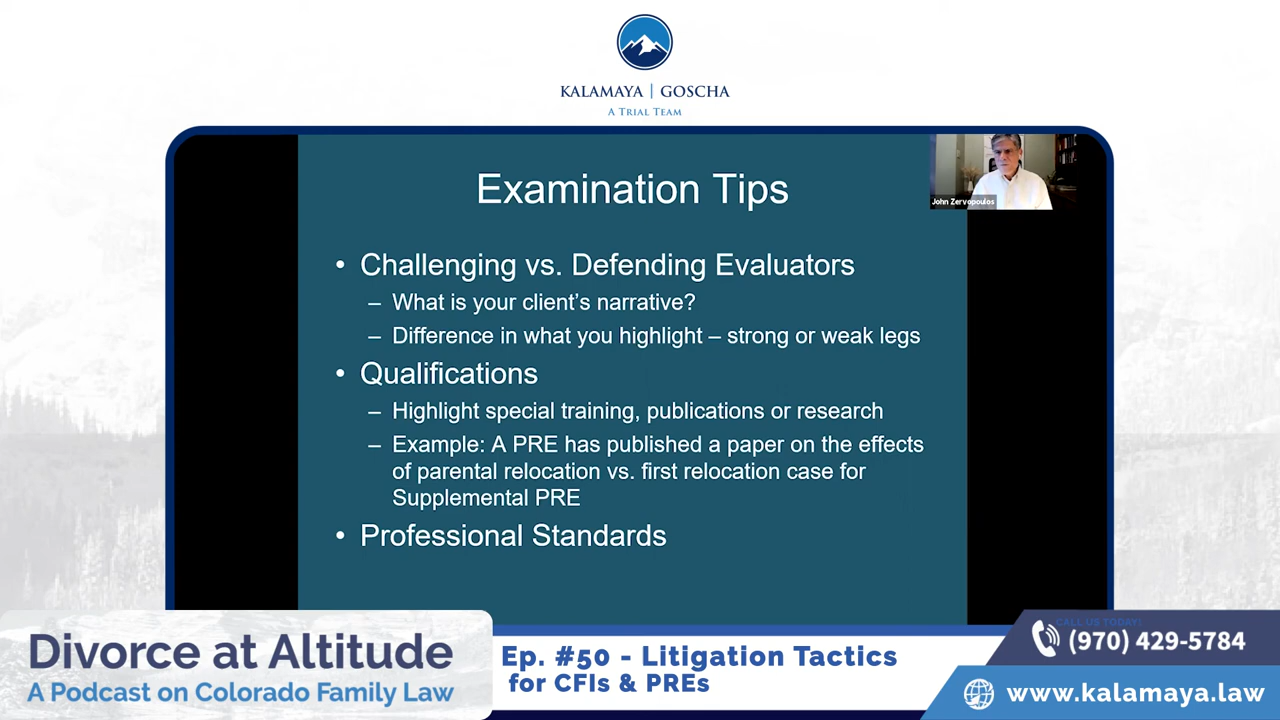 KALAMAYA | GOSCHA
A TRIAL TEAM
Examination Tips
John Zervopoulos
• Challenging vs. Defending Evaluators
– What is your client's narrative?
– Difference in what you highlight – strong or weak legs
• Qualifications
– Highlight special training, publications or research
– Example: A PRE has published a paper on the effects
of parental relocation vs. first relocation case for
Supplemental PRE
• Professional Standards
Divorce at Altitude
A Podcast on Colorado Family Law
Ep. #50 - Litigation Tactics
for CFIs & PREs
CALL US TODAY!
(970) 429-5784
www.kalamaya.law